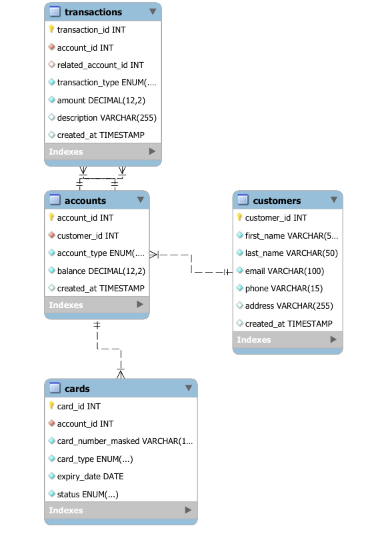 transactions
transaction_id INT
account_id INT
related_account_id INT
transaction_type ENUM(....
amount DECIMAL(12,2)
description VARCHAR(255)
created_at TIMESTAMP
Indexes
accounts
account_id INT
customer_id INT
account_type ENUM(....
balance DECIMAL(12,2)
created_at TIMESTAMP
Indexes
customers
customer_id INT
first_name VARCHAR(5...
last_name VARCHAR(50)
email VARCHAR(100)
phone VARCHAR(15)
address VARCHAR(255)
created_at TIMESTAMP
Indexes
cards
card_id INT
account_id INT
card_number_masked VARCHAR(1...
card_type ENUM(...)
expiry_date DATE
status ENUM(...)
Indexes